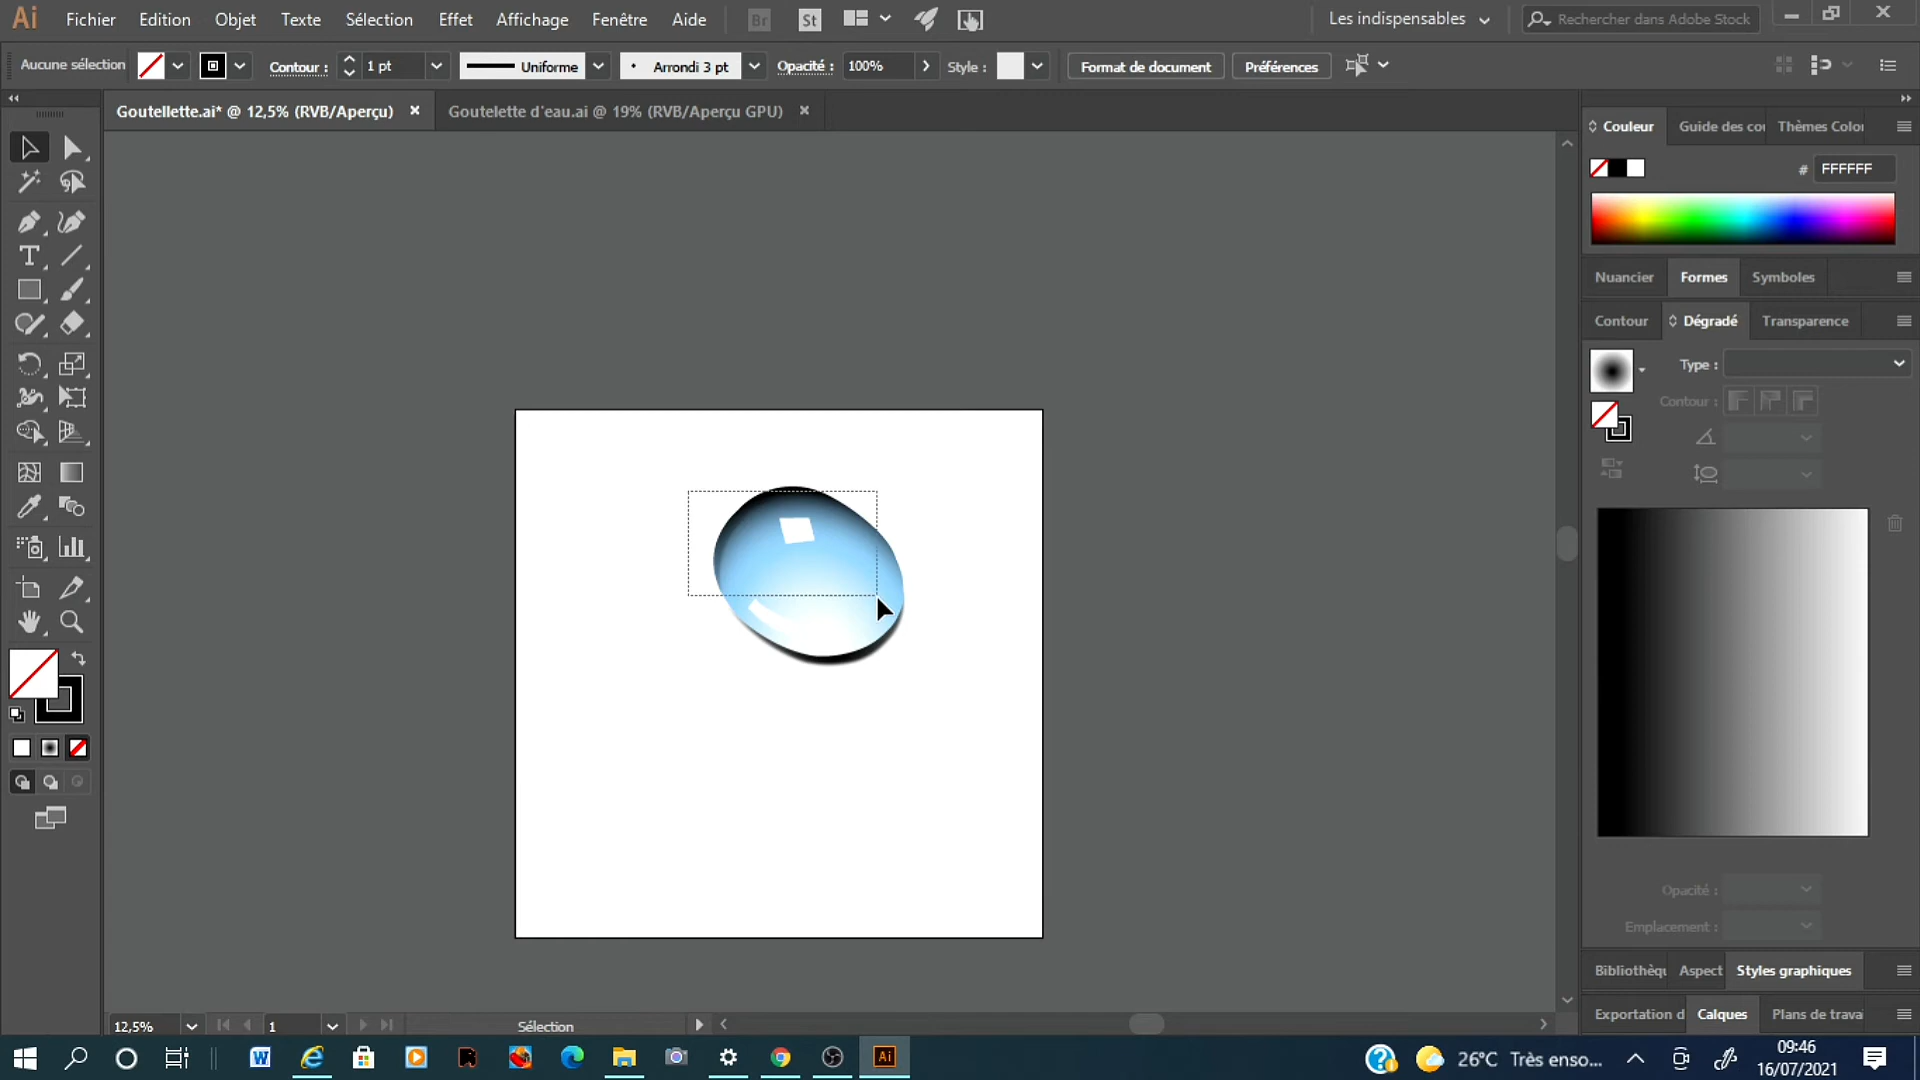 Ai Fichier Edition Objet Texte Sélection Effet Affichage Fenêtre Aide Br St Les indispensables Rechercher dans Adobe Stock
Aucune sélection Contour : 1 pt Uniforme Arrondi 3 pt Opacité : 100% Style : Format de document Préférences
Goutellette.ai* @ 12,5% (RVB/Aperçu) × Goutelette d'eau.ai @ 19% (RVB/Aperçu GPU) ×
Couleur Guide des cou Thèmes Color
# FFFFFF
Nuancier Formes Symboles
Contour Dégradé Transparence
Type :
Contour :
Opacité :
Emplacement :
Bibliothèqu Aspect Styles graphiques
Exportation d Calques Plans de travai
12,5% 1 Sélection
26°C Très enso... 09:46
16/07/2021